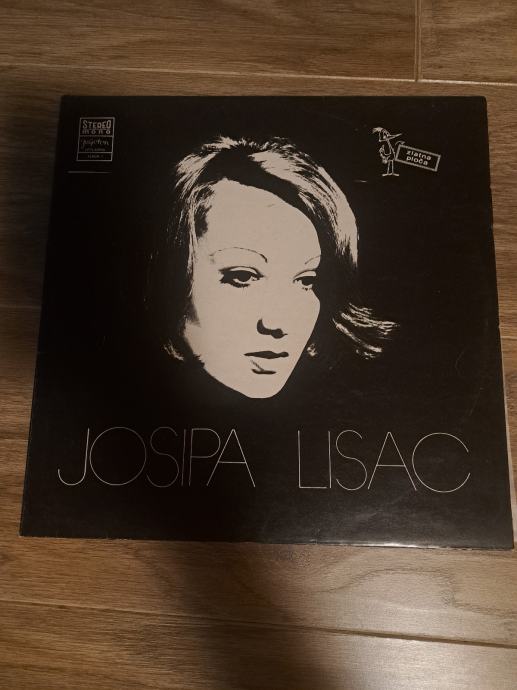 STEREO
mono
Jugoton
zlatna
ploča
JOSIPA LISAC